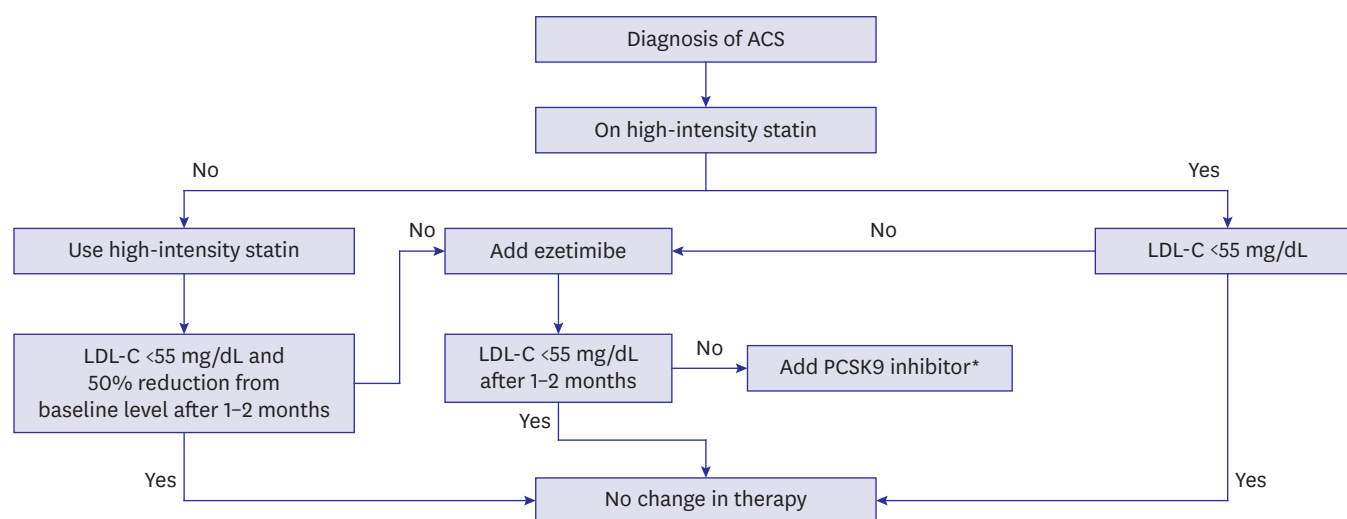 Diagnosis of ACS
On high-intensity statin
No
Yes
Use high-intensity statin
No
Add ezetimibe
No
LDL-C <55 mg/dL
LDL-C <55 mg/dL and
50% reduction from
baseline level after 1–2 months
LDL-C <55 mg/dL
after 1–2 months
No
Add PCSK9 inhibitor*
Yes
Yes
Yes
No change in therapy